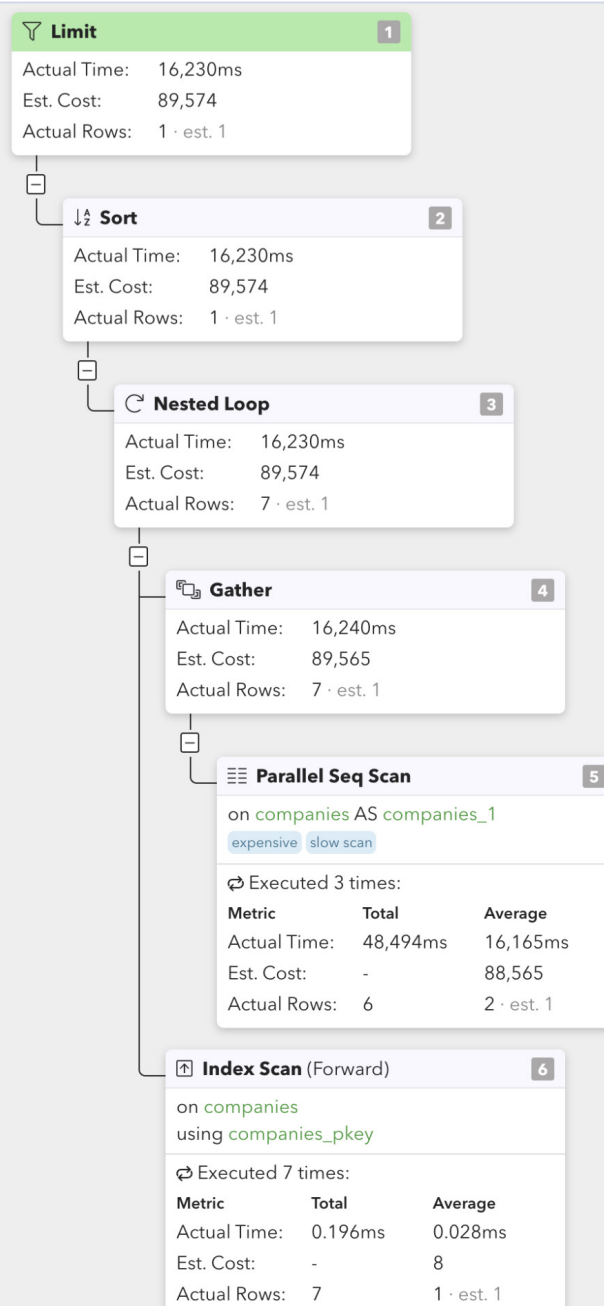 Limit 1
Actual Time: 16,230ms
Est. Cost: 89,574
Actual Rows: 1 · est. 1
Sort 2
Actual Time: 16,230ms
Est. Cost: 89,574
Actual Rows: 1 · est. 1
Nested Loop 3
Actual Time: 16,230ms
Est. Cost: 89,574
Actual Rows: 7 · est. 1
Gather 4
Actual Time: 16,240ms
Est. Cost: 89,565
Actual Rows: 7 · est. 1
Parallel Seq Scan 5
on companies AS companies_1
expensive slow scan
Executed 3 times:
Metric Total Average
Actual Time: 48,494ms 16,165ms
Est. Cost: - 88,565
Actual Rows: 6 2 · est. 1
Index Scan (Forward) 6
on companies
using companies_pkey
Executed 7 times:
Metric Total Average
Actual Time: 0.196ms 0.028ms
Est. Cost: - 8
Actual Rows: 7 1 · est. 1